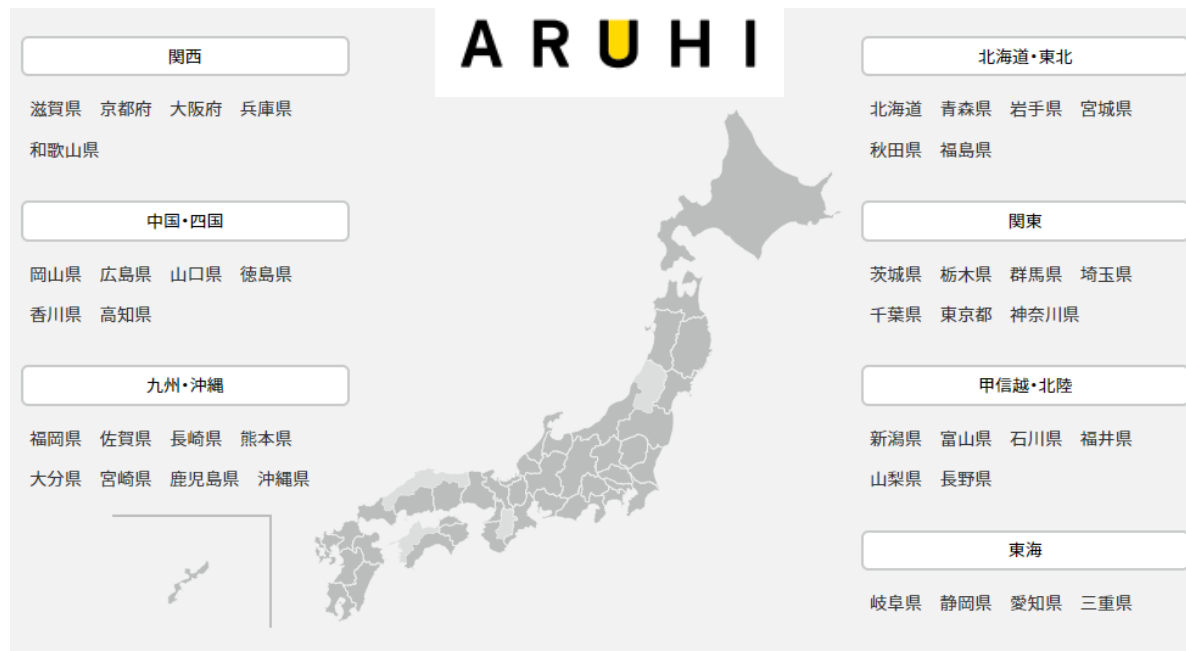 ARUHI
関西
滋賀県 京都府 大阪府 兵庫県
和歌山県
中国・四国
岡山県 広島県 山口県 徳島県
香川県 高知県
九州・沖縄
福岡県 佐賀県 長崎県 熊本県
大分県 宮崎県 鹿児島県 沖縄県
北海道・東北
北海道 青森県 岩手県 宮城県
秋田県 福島県
関東
茨城県 栃木県 群馬県 埼玉県
千葉県 東京都 神奈川県
甲信越・北陸
新潟県 富山県 石川県 福井県
山梨県 長野県
東海
岐阜県 静岡県 愛知県 三重県